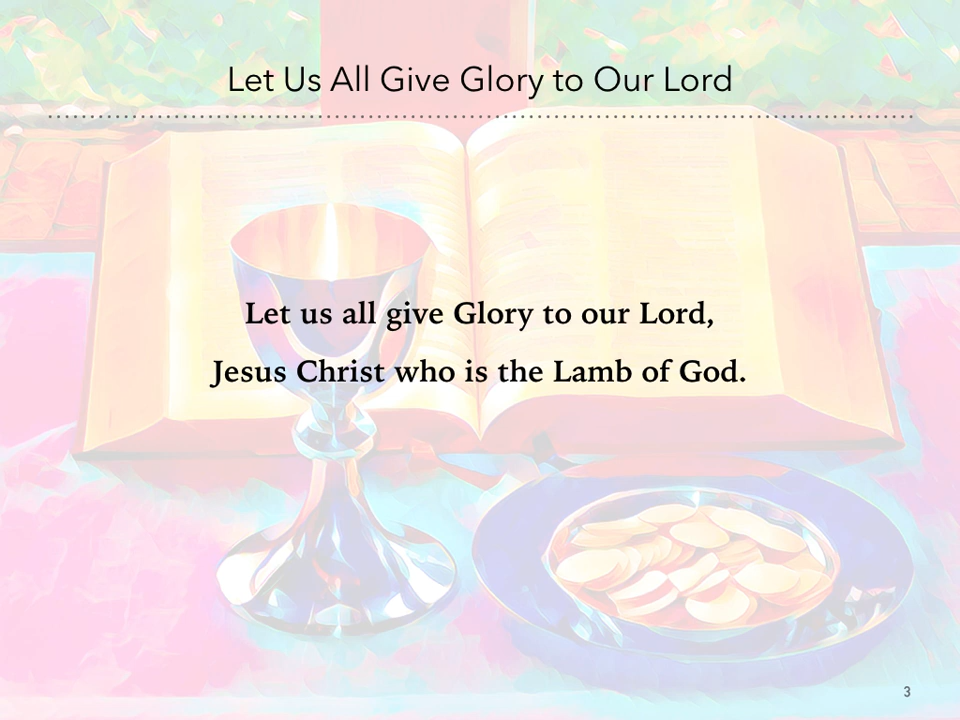 Let Us All Give Glory to Our Lord
Let us all give Glory to our Lord,
Jesus Christ who is the Lamb of God.
3